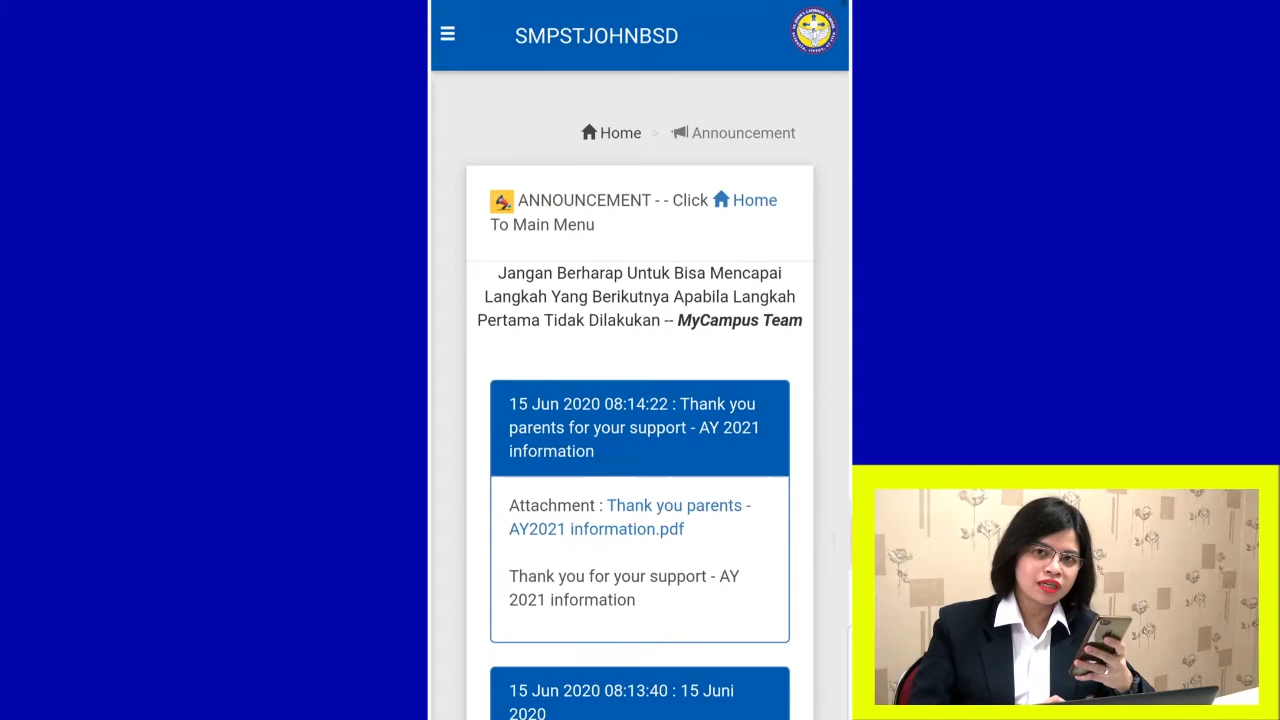 SMPSTJOHNBSD
Home > Announcement
ANNOUNCEMENT - - Click Home
To Main Menu
Jangan Berharap Untuk Bisa Mencapai
Langkah Yang Berikutnya Apabila Langkah
Pertama Tidak Dilakukan -- MyCampus Team
15 Jun 2020 08:14:22 : Thank you
parents for your support - AY 2021
information
Attachment : Thank you parents -
AY2021 information.pdf
Thank you for your support - AY
2021 information
15 Jun 2020 08:13:40 : 15 Juni
2020